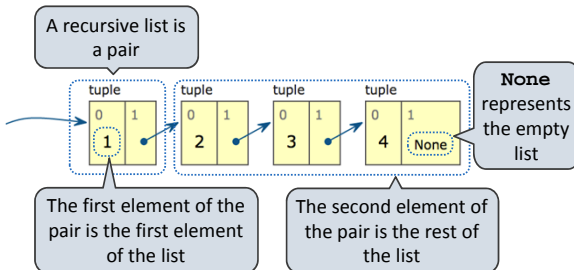 A recursive list is
a pair
tuple
tuple
tuple
tuple
0 1
0 1
0 1
0 1
1
2
3
4 None
None
represents
the empty
list
The first element of the
pair is the first element
of the list
The second element of
the pair is the rest of
the list